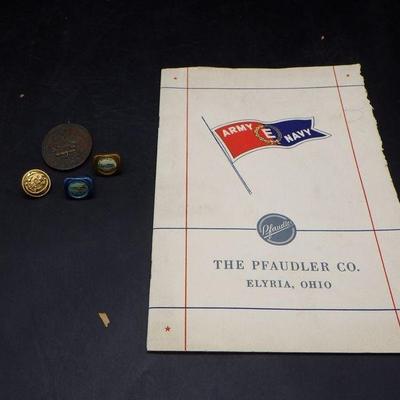 ARMY E NAVY
Pfaudler
THE PFAUDLER CO.
ELYRIA, OHIO